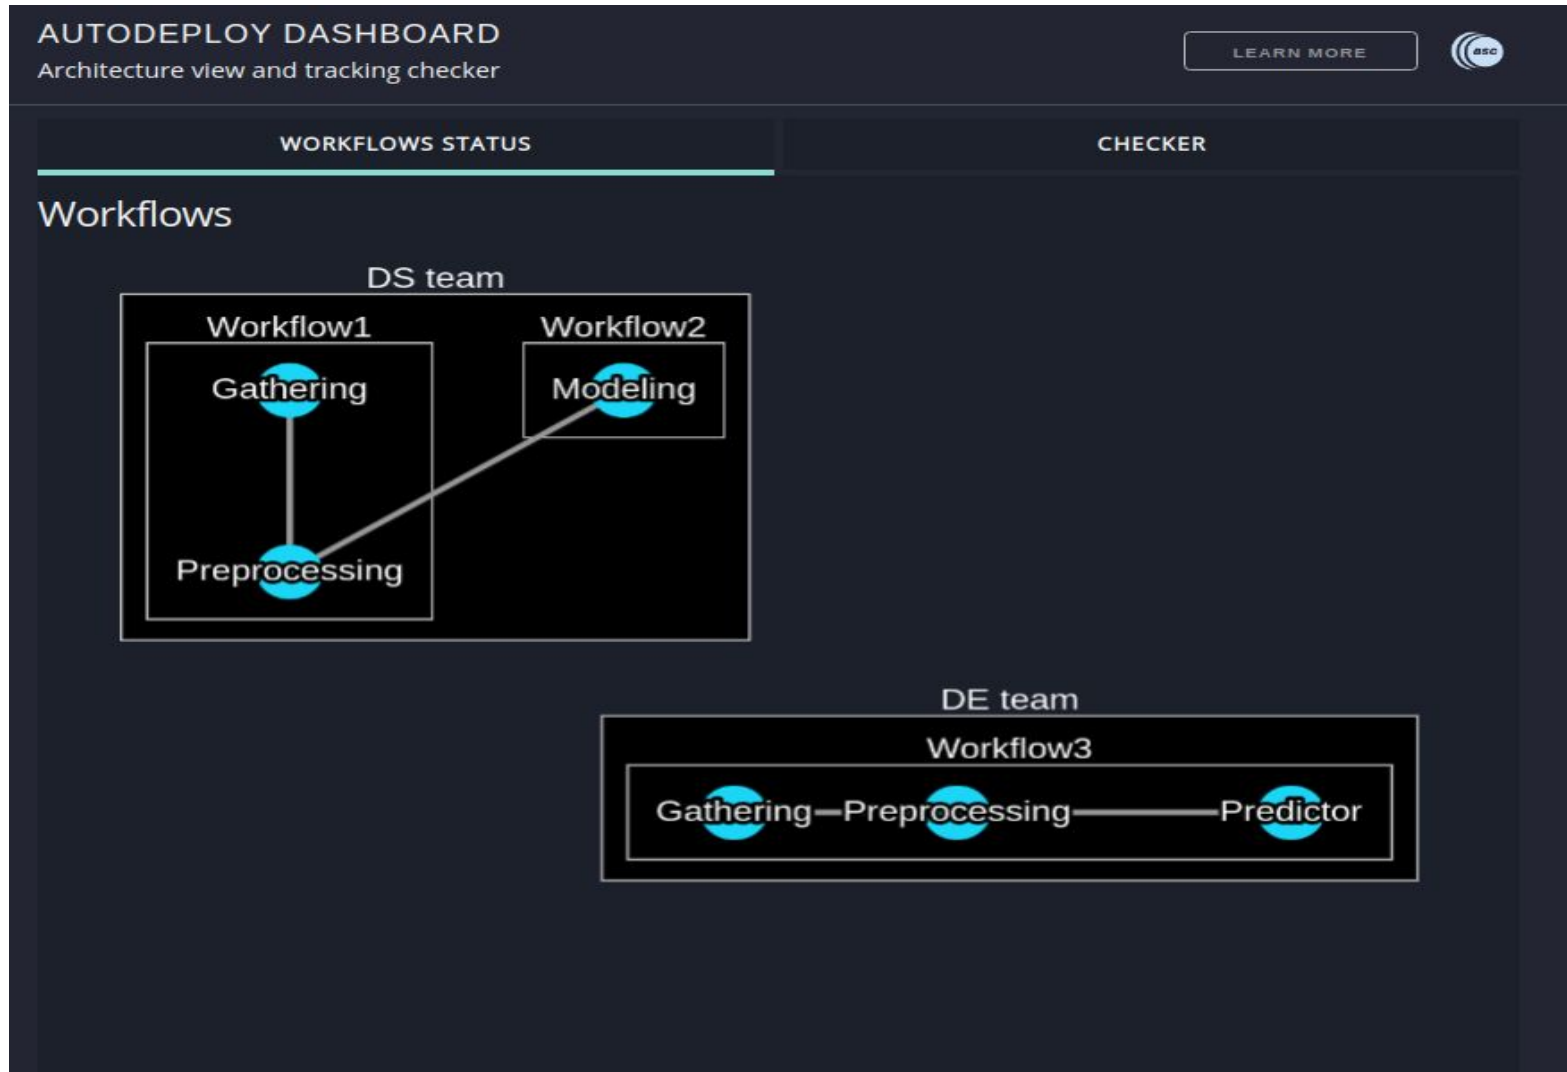 AUTODEPLOY DASHBOARD
Architecture view and tracking checker
LEARN MORE
asc
WORKFLOWS STATUS
CHECKER
Workflows
DS team
Workflow1
Workflow2
Gathering
Modeling
Preprocessing
DE team
Workflow3
Gathering
Preprocessing
Predictor